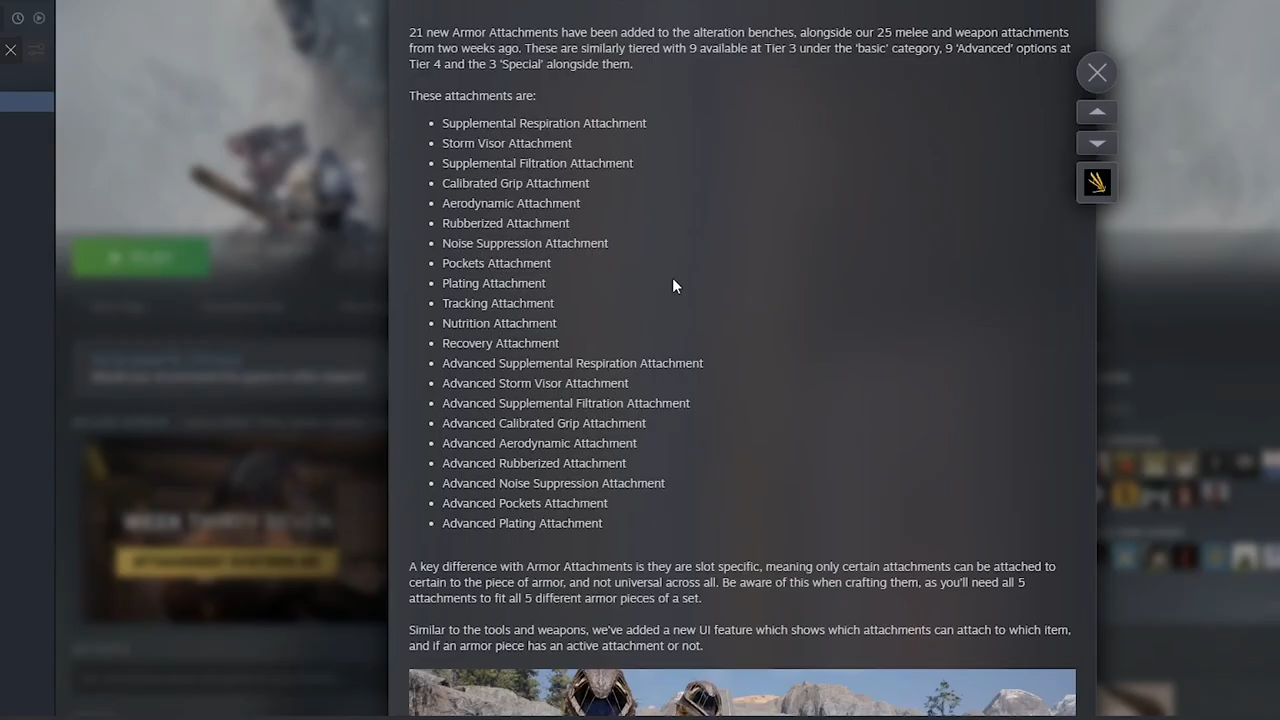 21 new Armor Attachments have been added to the alteration benches, alongside our 25 melee and weapon attachments
from two weeks ago. These are similarly tiered with 9 available at Tier 3 under the 'basic' category, 9 'Advanced' options at
Tier 4 and the 3 'Special' alongside them.
These attachments are:
Supplemental Respiration Attachment
Storm Visor Attachment
Supplemental Filtration Attachment
Calibrated Grip Attachment
Aerodynamic Attachment
Rubberized Attachment
Noise Suppression Attachment
Pockets Attachment
Plating Attachment
Tracking Attachment
Nutrition Attachment
Recovery Attachment
Advanced Supplemental Respiration Attachment
Advanced Storm Visor Attachment
Advanced Supplemental Filtration Attachment
Advanced Calibrated Grip Attachment
Advanced Aerodynamic Attachment
Advanced Rubberized Attachment
Advanced Noise Suppression Attachment
Advanced Pockets Attachment
Advanced Plating Attachment
A key difference with Armor Attachments is they are slot specific, meaning only certain attachments can be attached to
certain to the piece of armor, and not universal across all. Be aware of this when crafting them, as you'll need all 5
attachments to fit all 5 different armor pieces of a set.
Similar to the tools and weapons, we've added a new UI feature which shows which attachments can attach to which item,
and if an armor piece has an active attachment or not.
WEEK THIRTY SEVEN